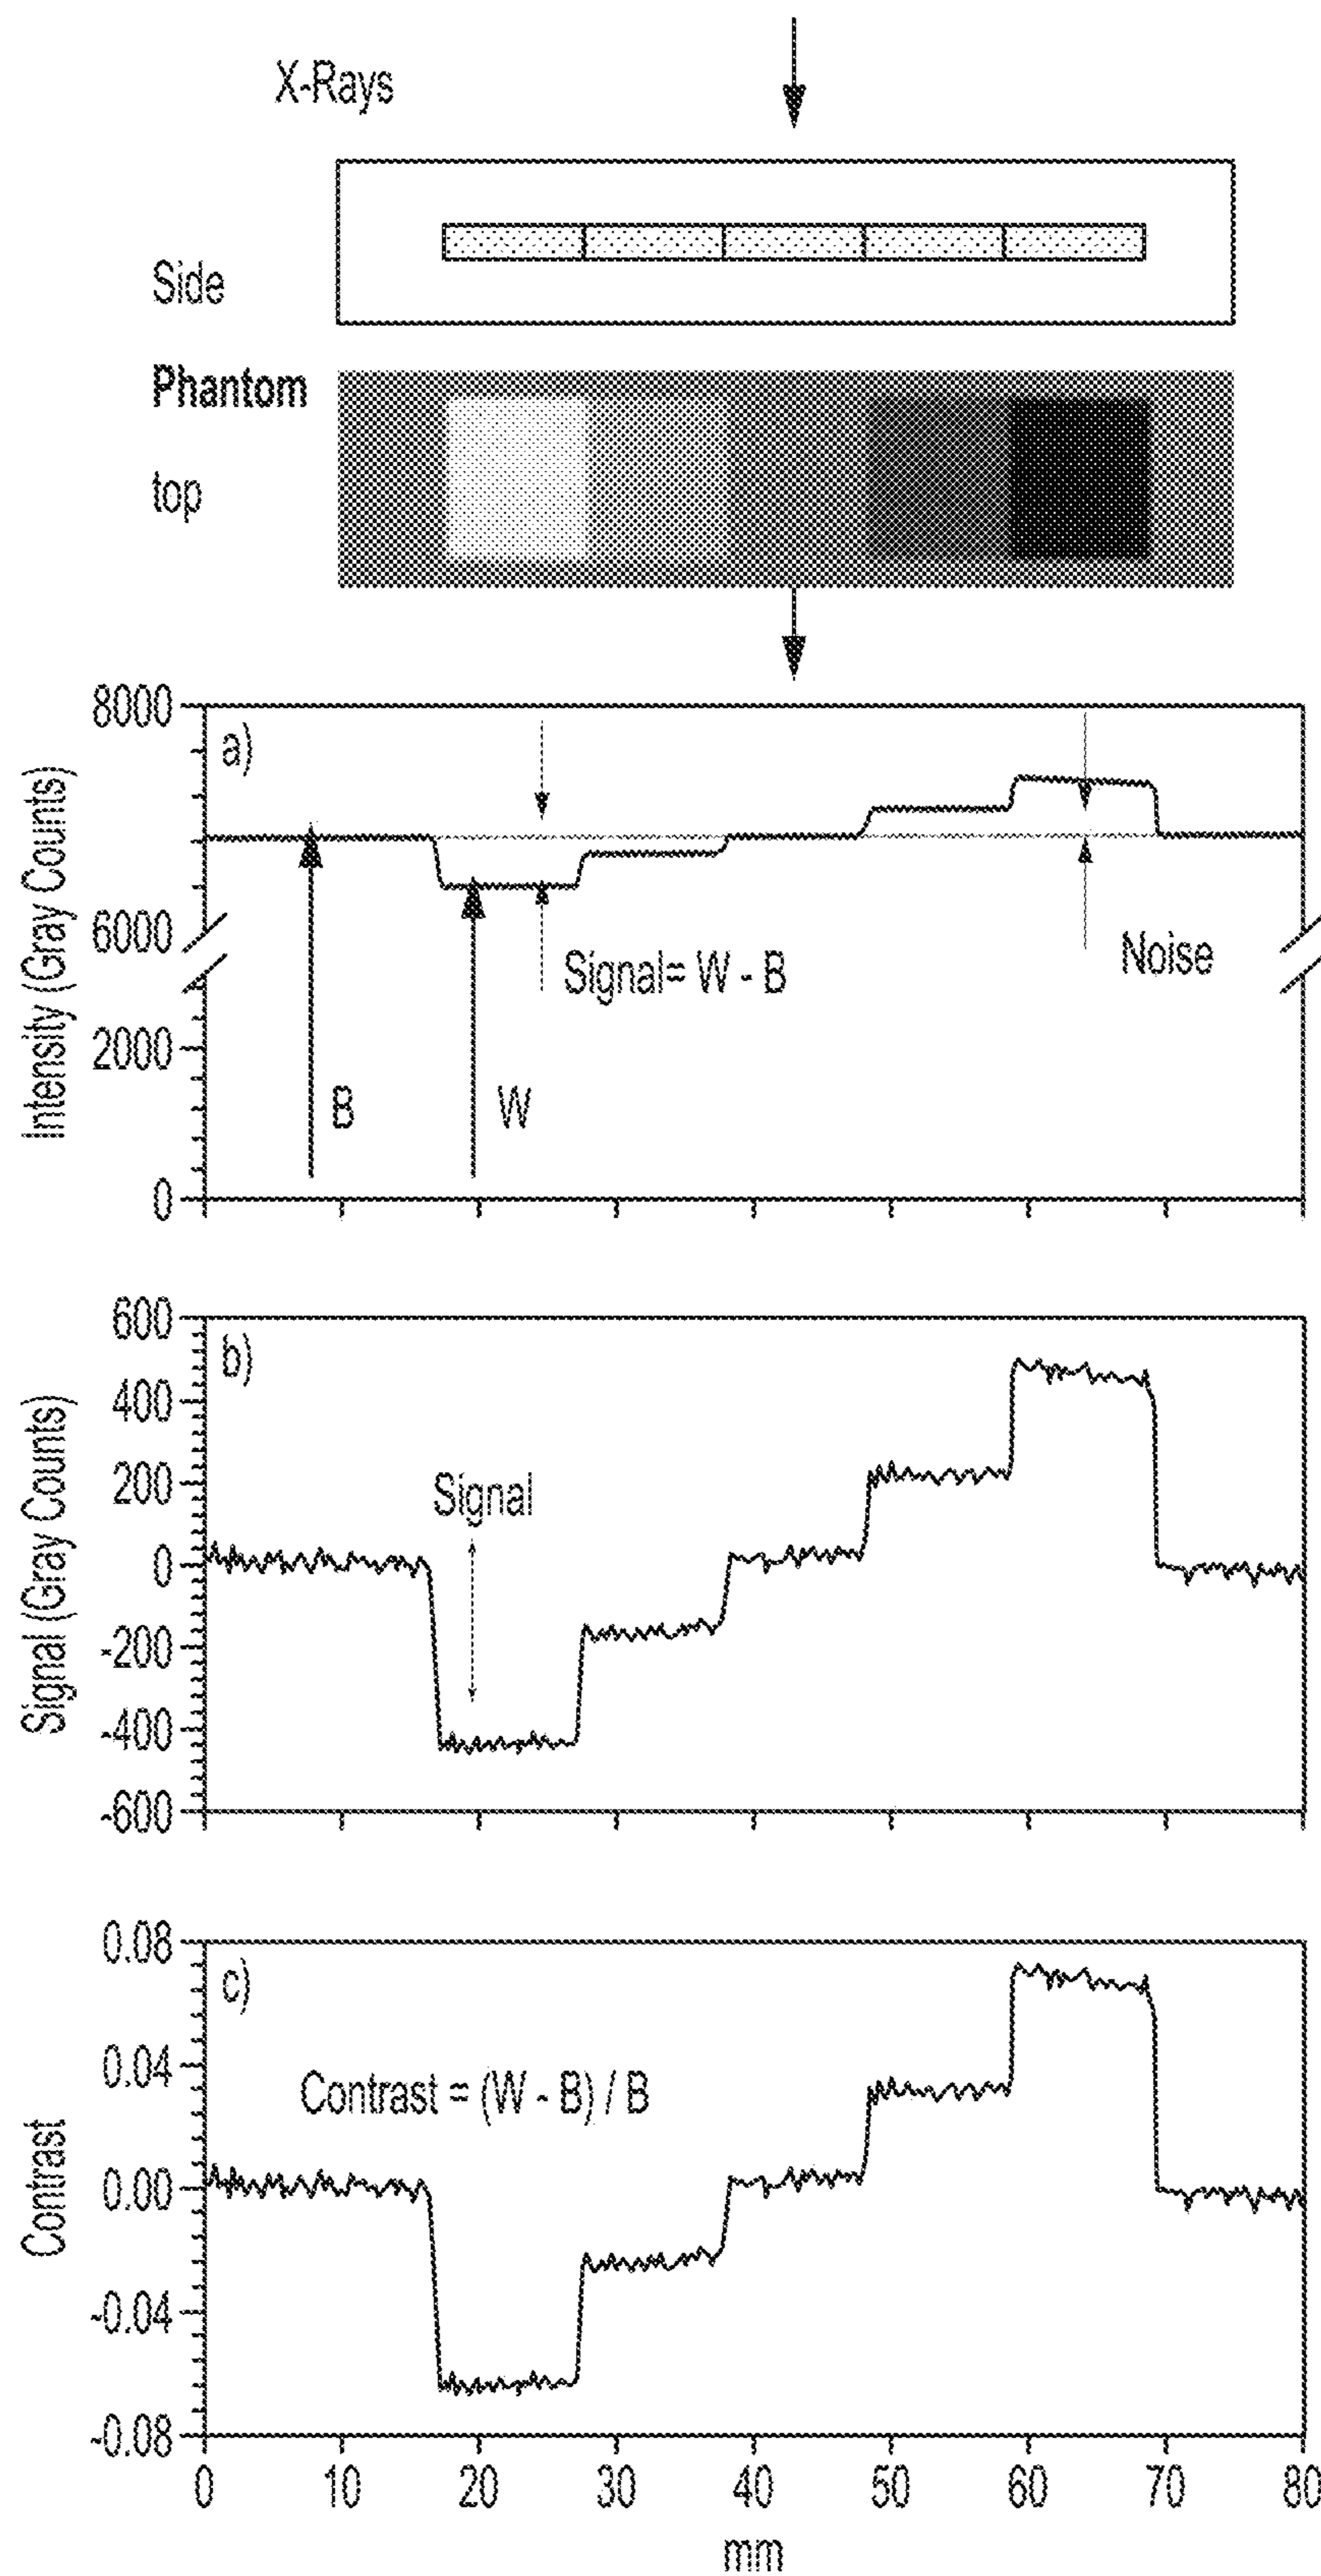 X-Rays
Side
Phantom
top
a)
Intensity (Gray Counts)
8000
6000
2000
0
B
W
Signal= W - B
Noise
b)
Signal (Gray Counts)
600
400
200
0
-200
-400
-600
Signal
c)
Contrast
0.08
0.04
0.00
-0.04
-0.08
Contrast = (W - B) / B
0 10 20 30 40 50 60 70 80
mm